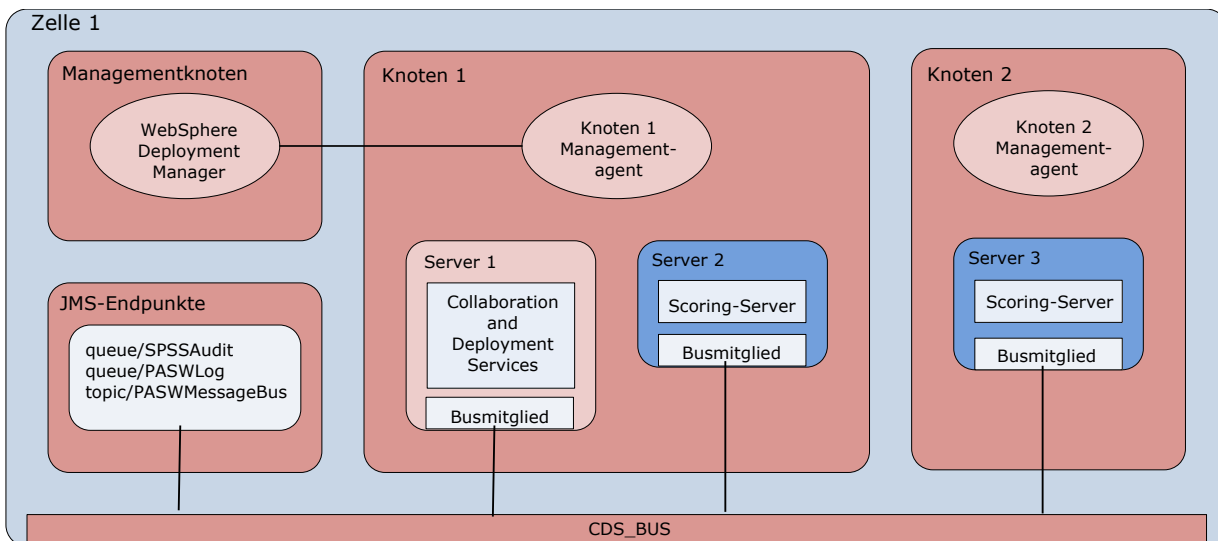 Zelle 1
Managementknoten
WebSphere
Deployment
Manager
Knoten 1
Knoten 1
Management-
agent
Knoten 2
Knoten 2
Management-
agent
JMS-Endpunkte
queue/SPSSAudit
queue/PASWLog
topic/PASWMessageBus
Server 1
Collaboration
and
Deployment
Services
Busmitglied
Server 2
Scoring-Server
Busmitglied
Server 3
Scoring-Server
Busmitglied
CDS_BUS